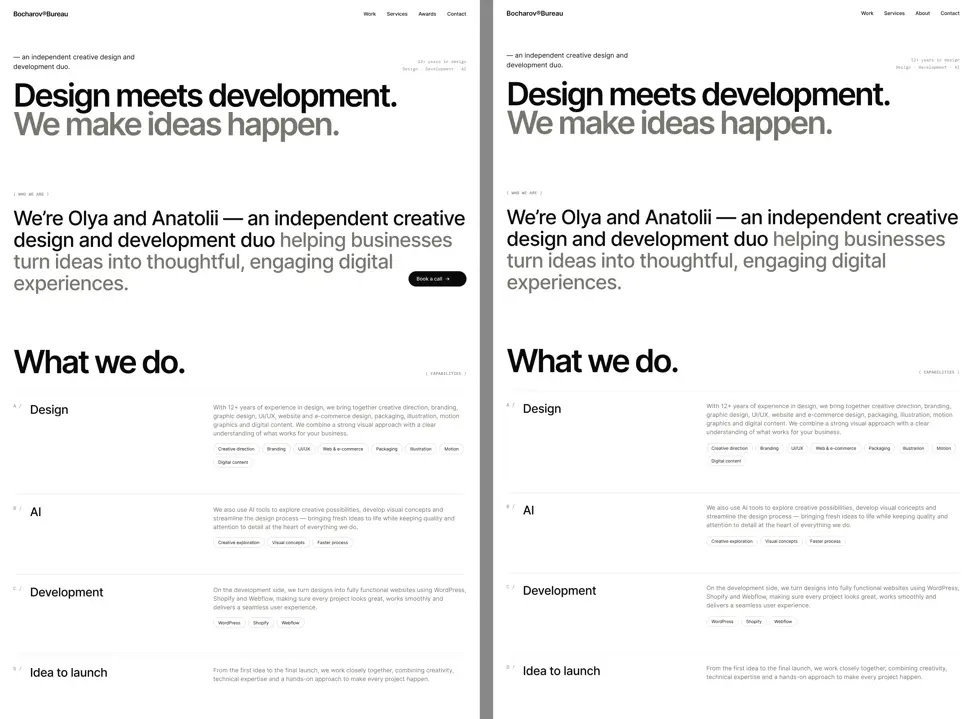 Bocharov®Bureau
Work Services Awards Contact
— an independent creative design and
development duo.
12+ years in design
Design · Development · AI
Design meets development.
We make ideas happen.
( WHO WE ARE )
We’re Olya and Anatolii — an independent creative
design and development duo helping businesses
turn ideas into thoughtful, engaging digital
experiences.
Book a call →
What we do.
( CAPABILITIES )
A /
Design
With 12+ years of experience in design, we bring together creative direction, branding,
graphic design, UI/UX, website and e-commerce design, packaging, illustration, motion
graphics and digital content. We combine a strong visual approach with a clear
understanding of what works for your business.
Creative direction Branding UI/UX Web & e-commerce Packaging Illustration Motion
Digital content
B /
AI
We also use AI tools to explore creative possibilities, develop visual concepts and
streamline the design process — bringing fresh ideas to life while keeping quality and
attention to detail at the heart of everything we do.
Creative exploration Visual concepts Faster process
C /
Development
On the development side, we turn designs into fully functional websites using WordPress,
Shopify and Webflow, making sure every project looks great, works smoothly and
delivers a seamless user experience.
WordPress Shopify Webflow
D /
Idea to launch
From the first idea to the final launch, we work closely together, combining creativity,
technical expertise and a hands-on approach to make every project happen.
Bocharov®Bureau
Work Services About Contact
— an independent creative design and
development duo.
12+ years in design
Design · Development · AI
Design meets development.
We make ideas happen.
( WHO WE ARE )
We’re Olya and Anatolii — an independent creative
design and development duo helping businesses
turn ideas into thoughtful, engaging digital
experiences.
What we do.
( CAPABILITIES )
A /
Design
With 12+ years of experience in design, we bring together creative direction, branding,
graphic design, UI/UX, website and e-commerce design, packaging, illustration, motion
graphics and digital content. We combine a strong visual approach with a clear
understanding of what works for your business.
Creative direction Branding UI/UX Web & e-commerce Packaging Illustration Motion
Digital content
B /
AI
We also use AI tools to explore creative possibilities, develop visual concepts and
streamline the design process — bringing fresh ideas to life while keeping quality and
attention to detail at the heart of everything we do.
Creative exploration Visual concepts Faster process
C /
Development
On the development side, we turn designs into fully functional websites using WordPress,
Shopify and Webflow, making sure every project looks great, works smoothly and
delivers a seamless user experience.
WordPress Shopify Webflow
D /
Idea to launch
From the first idea to the final launch, we work closely together, combining creativity,
technical expertise and a hands-on approach to make every project happen.